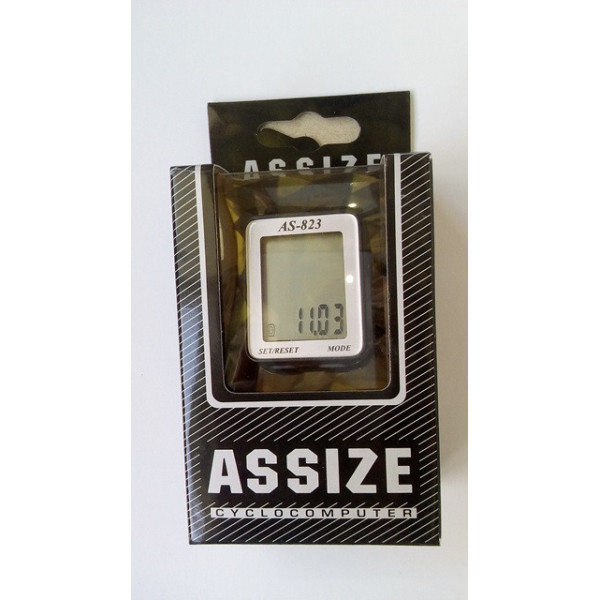 ASSIZE
AS-823
11:03
SET/RESET MODE
ASSIZE
CYCLOCOMPUTER